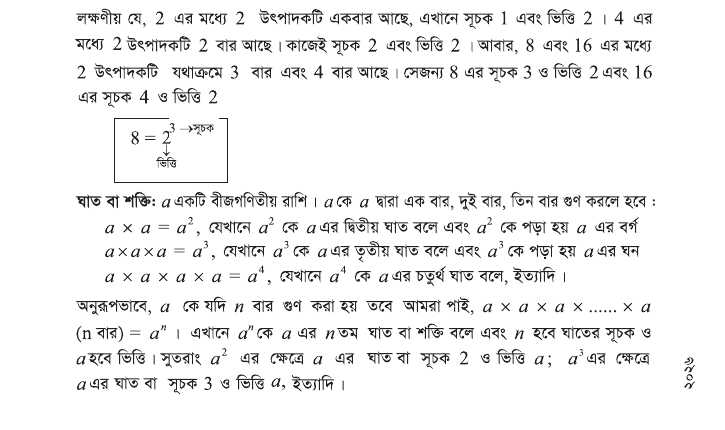 লক্ষণীয় যে, 2 এর মধ্যে 2 উৎপাদকটি একবার আছে, এখানে সূচক 1 এবং ভিত্তি 2 । 4 এর
মধ্যে 2 উৎপাদকটি 2 বার আছে। কাজেই সূচক 2 এবং ভিত্তি 2 । আবার, 8 এবং 16 এর মধ্যে
2 উৎপাদকটি যথাক্রমে 3 বার এবং 4 বার আছে। সেজন্য 8 এর সূচক 3 ও ভিত্তি 2 এবং 16
এর সূচক 4 ও ভিত্তি 2
8 = 2³ →সূচক
↓
ভিত্তি
ঘাত বা শক্তি: a একটি বীজগণিতীয় রাশি। a কে a দ্বারা এক বার, দুই বার, তিন বার গুণ করলে হবে :
a × a = a², যেখানে a² কে a এর দ্বিতীয় ঘাত বলে এবং a² কে পড়া হয় a এর বর্গ
a×a×a = a³, যেখানে a³ কে a এর তৃতীয় ঘাত বলে এবং a³ কে পড়া হয় a এর ঘন
a × a × a × a = a⁴, যেখানে a⁴ কে a এর চতুর্থ ঘাত বলে, ইত্যাদি।
অনুরূপভাবে, a কে যদি n বার গুণ করা হয় তবে আমরা পাই, a × a × a × ...... × a
(n বার) = aⁿ । এখানে aⁿ কে a এর n তম ঘাত বা শক্তি বলে এবং n হবে ঘাতের সূচক ও
a হবে ভিত্তি। সুতরাং a² এর ক্ষেত্রে a এর ঘাত বা সূচক 2 ও ভিত্তি a; a³ এর ক্ষেত্রে
a এর ঘাত বা সূচক 3 ও ভিত্তি a, ইত্যাদি।